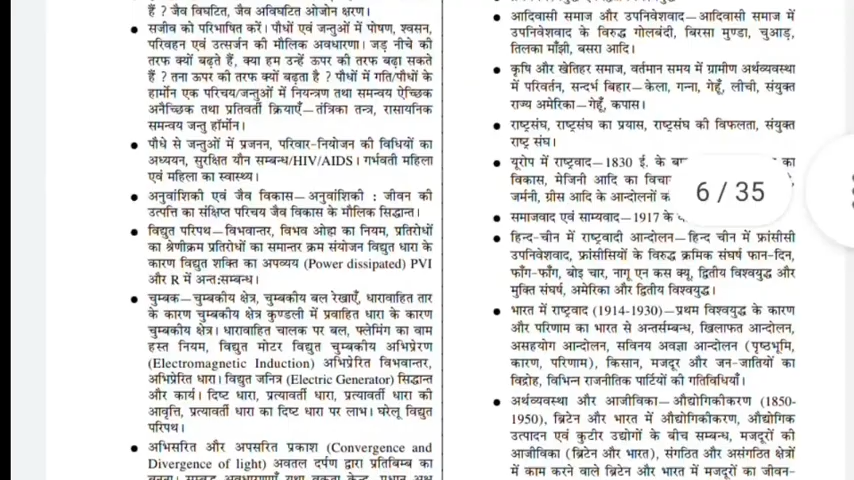 हैं ? जैव विघटित, जैव अविघटित ओजोन क्षरण।
● सजीव को परिभाषित करें। पौधों एवं जन्तुओं में पोषण, श्वसन,
परिवहन एवं उत्सर्जन की मौलिक अवधारणा। जड़ नीचे की
तरफ क्यों बढ़ते हैं, क्या हम उन्हें ऊपर की तरफ बढ़ा सकते
हैं ? तना ऊपर की तरफ क्यों बढ़ता है ? पौधों में गति/पौधों के
हार्मोन एक परिचय/जन्तुओं में नियन्त्रण तथा समन्वय ऐच्छिक
अनैच्छिक तथा प्रतिवर्ती क्रियाएँ—तंत्रिका तन्त्र, रासायनिक
समन्वय जन्तु हॉर्मोन।
● पौधे से जन्तुओं में प्रजनन, परिवार-नियोजन की विधियों का
अध्ययन, सुरक्षित यौन सम्बन्ध/HIV/AIDS। गर्भवती महिला
एवं महिला का स्वास्थ्य।
● अनुवांशिकी एवं जैव विकास—अनुवांशिकी : जीवन की
उत्पत्ति का संक्षिप्त परिचय जैव विकास के मौलिक सिद्धान्त।
● विद्युत परिपथ—विभवान्तर, विभव ओह्म का नियम, प्रतिरोधों
का श्रेणीक्रम प्रतिरोधों का समान्तर क्रम संयोजन विद्युत धारा के
कारण विद्युत शक्ति का अपव्यय (Power dissipated) PVI
और R में अन्त:सम्बन्ध।
● चुम्बक—चुम्बकीय क्षेत्र, चुम्बकीय बल रेखाएँ, धारावाहित तार
के कारण चुम्बकीय क्षेत्र कुण्डली में प्रवाहित धारा के कारण
चुम्बकीय क्षेत्र। धारावाहित चालक पर बल, फ्लेमिंग का वाम
हस्त नियम, विद्युत मोटर विद्युत चुम्बकीय अभिप्रेरण
(Electromagnetic Induction) अभिप्रेरित विभवान्तर,
अभिप्रेरित धारा। विद्युत जनित्र (Electric Generator) सिद्धान्त
और कार्य। दिष्ट धारा, प्रत्यावर्ती धारा, प्रत्यावर्ती धारा की
आवृत्ति, प्रत्यावर्ती धारा का दिष्ट धारा पर लाभ। घरेलू विद्युत
परिपथ।
● अभिसरित और अपसरित प्रकाश (Convergence and
Divergence of light) अवतल दर्पण द्वारा प्रतिबिम्ब का
● आदिवासी समाज और उपनिवेशवाद—आदिवासी समाज में
उपनिवेशवाद के विरुद्ध गोलबंदी, बिरसा मुण्डा, चुआड़,
तिलका माँझी, बसरा आदि।
● कृषि और खेतिहर समाज, वर्तमान समय में ग्रामीण अर्थव्यवस्था
में परिवर्तन, सन्दर्भ बिहार—केला, गन्ना, गेहूँ, लीची, संयुक्त
राज्य अमेरिका—गेहूँ, कपास।
● राष्ट्रसंघ, राष्ट्रसंघ का प्रयास, राष्ट्रसंघ की विफलता, संयुक्त
राष्ट्र संघ।
● यूरोप में राष्ट्रवाद—1830 ई. के का
विकास, मेजिनी आदि का
जर्मनी, ग्रीस आदि के आन्दोलनों
● समाजवाद एवं साम्यवाद—1917 के
● हिन्द-चीन में राष्ट्रवादी आन्दोलन—हिन्द चीन में फ्रांसीसी
उपनिवेशवाद, फ्रांसीसियों के विरुद्ध क्रमिक संघर्ष फान-दिन,
फाँग-फाँग, बोइ चार, नागू एन कस क्यू, द्वितीय विश्वयुद्ध और
मुक्ति संघर्ष, अमेरिका और द्वितीय विश्वयुद्ध।
● भारत में राष्ट्रवाद (1914-1930)—प्रथम विश्वयुद्ध के कारण
और परिणाम का भारत से अन्तर्सम्बन्ध, खिलाफत आन्दोलन,
असहयोग आन्दोलन, सविनय अवज्ञा आन्दोलन (पृष्ठभूमि,
कारण, परिणाम), किसान, मजदूर और जन-जातियों का
विद्रोह, विभिन्न राजनीतिक पार्टियों की गतिविधियाँ।
● अर्थव्यवस्था और आजीविका—औद्योगिकीकरण (1850-
1950), ब्रिटेन और भारत में औद्योगिकीकरण, औद्योगिक
उत्पादन एवं कुटीर उद्योगों के बीच सम्बन्ध, मजदूरों की
आजीविका (ब्रिटेन और भारत), संगठित और असंगठित क्षेत्रों
में काम करने वाले ब्रिटेन और भारत में मजदूरों का जीवन-
6 / 35